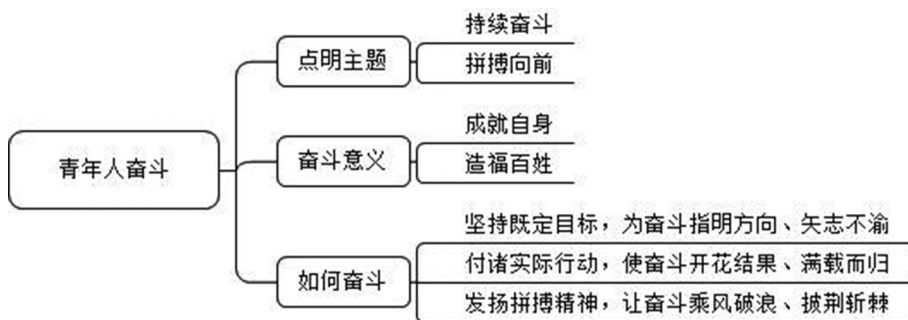 青年人奋斗
点明主题
持续奋斗
拼搏向前
奋斗意义
成就自身
造福百姓
如何奋斗
坚持既定目标，为奋斗指明方向、矢志不渝
付诸实际行动，使奋斗开花结果、满载而归
发扬拼搏精神，让奋斗乘风破浪、披荆斩棘